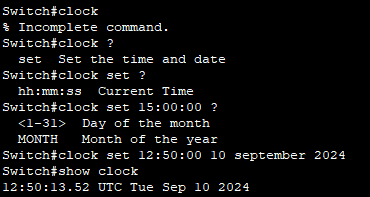 Switch#clock
% Incomplete command.
Switch#clock ?
  set  Set the time and date
Switch#clock set ?
  hh:mm:ss  Current Time
Switch#clock set 15:00:00 ?
  <1-31>  Day of the month
  MONTH   Month of the year
Switch#clock set 12:50:00 10 september 2024
Switch#show clock
12:50:13.52 UTC Tue Sep 10 2024